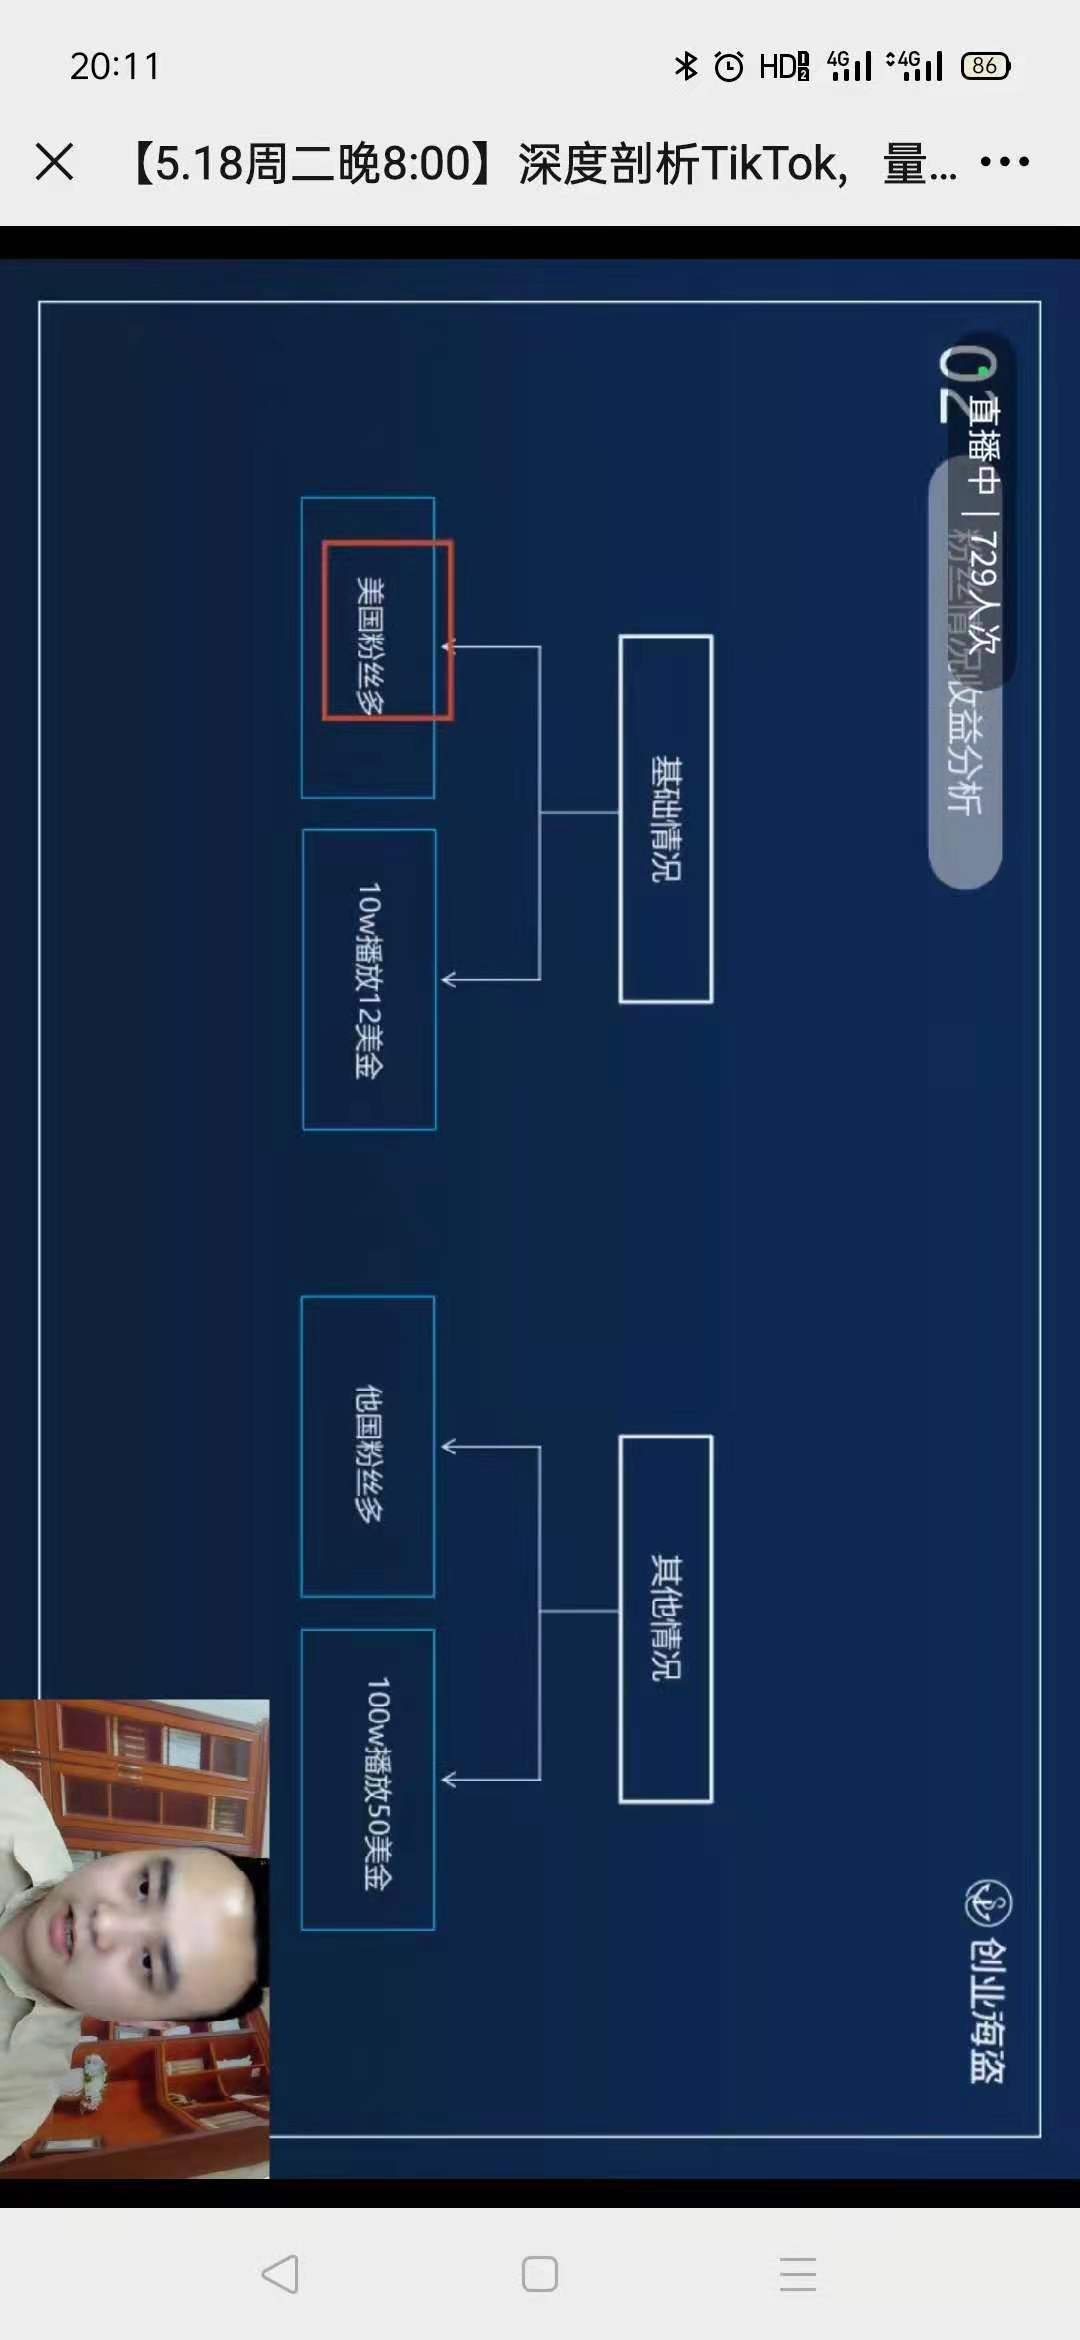 20:11
HD
4G
4G
86
【5.18周二晚8:00】深度剖析TikTok，量...
02
直播中 | 729人次
粉丝情况收益分析
创业海盗
基础情况
其他情况
美国粉丝多
10w播放12美金
他国粉丝多
100w播放50美金